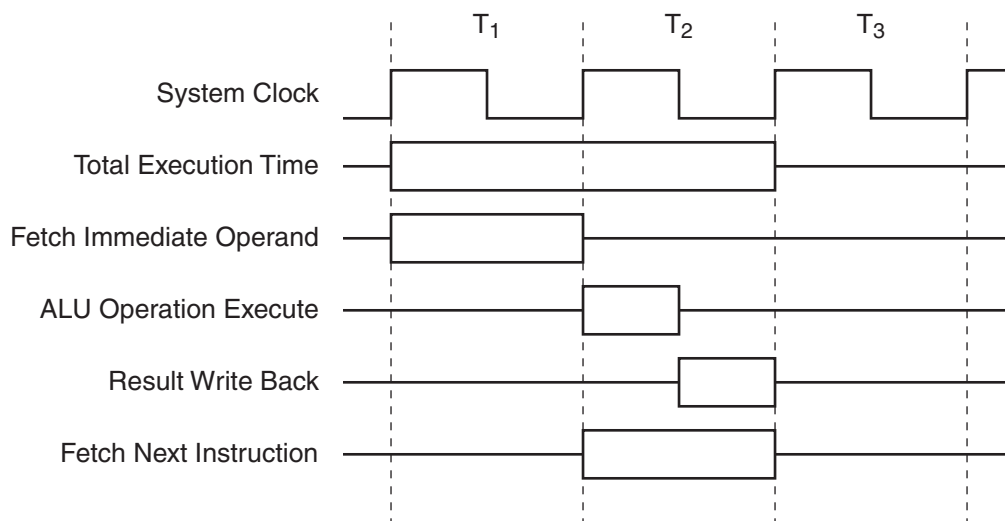 T1 T2 T3
System Clock
Total Execution Time
Fetch Immediate Operand
ALU Operation Execute
Result Write Back
Fetch Next Instruction